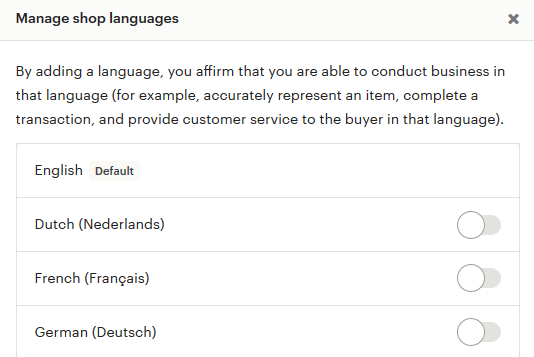 Manage shop languages
By adding a language, you affirm that you are able to conduct business in
that language (for example, accurately represent an item, complete a
transaction, and provide customer service to the buyer in that language).
English Default
Dutch (Nederlands)
French (Français)
German (Deutsch)